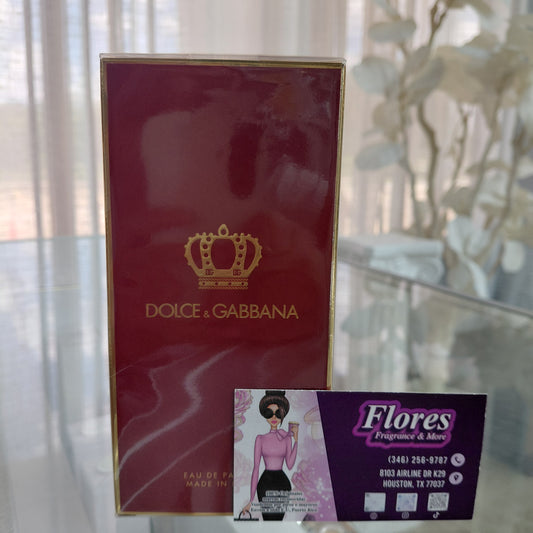 DOLCE & GABBANA
EAU DE PA
MADE IN
Flores
Fragrance & More
(346) 256-9787
8103 AIRLINE DR K29
HOUSTON, TX 77037